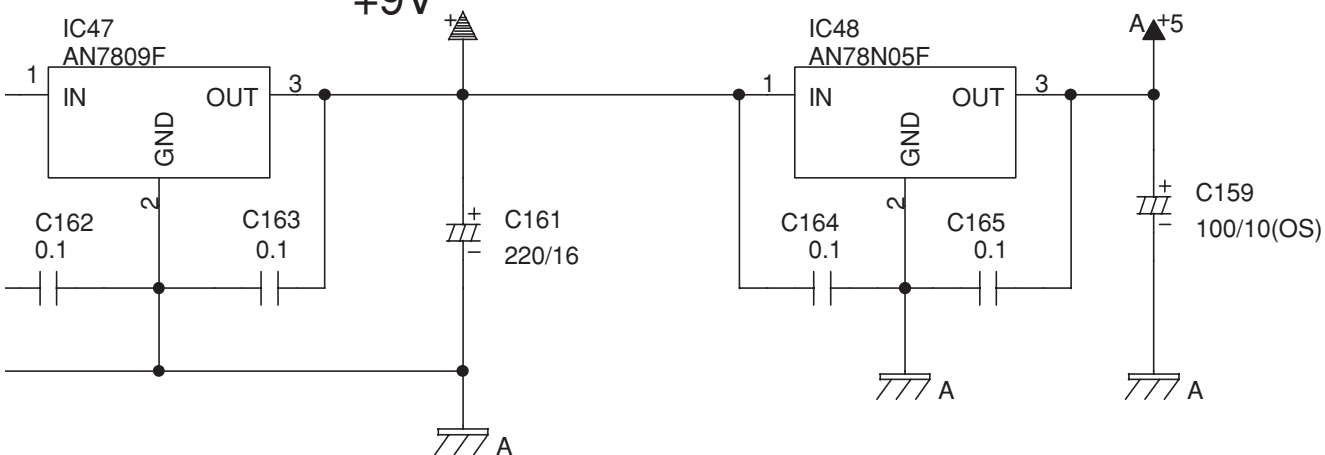 +9V
+
IC47
AN7809F
1
IN
OUT
3
GND
2
C162
0.1
C163
0.1
+
C161
−
220/16
A
IC48
AN78N05F
1
IN
OUT
3
GND
2
C164
0.1
C165
0.1
A
A +5
+
C159
−
100/10(OS)
A